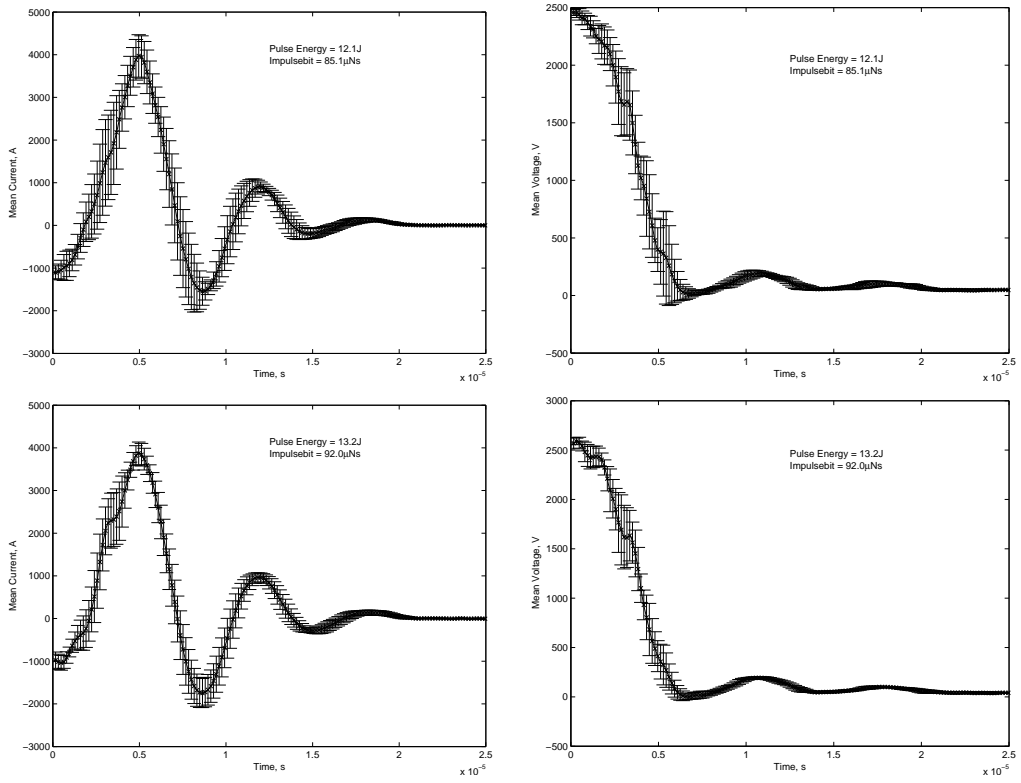 5000
4000
3000
2000
1000
0
−1000
−2000
−3000
Mean Current, A
Pulse Energy = 12.1J
Impulsebit = 85.1μNs
0
0.5
1
1.5
2
2.5
Time, s
x 10⁻⁵
2500
2000
1500
1000
500
0
−500
Mean Voltage, V
Pulse Energy = 12.1J
Impulsebit = 85.1μNs
0
0.5
1
1.5
2
2.5
Time, s
x 10⁻⁵
5000
4000
3000
2000
1000
0
−1000
−2000
−3000
Mean Current, A
Pulse Energy = 13.2J
Impulsebit = 92.0μNs
0
0.5
1
1.5
2
2.5
Time, s
x 10⁻⁵
3000
2500
2000
1500
1000
500
0
−500
Mean Voltage, V
Pulse Energy = 13.2J
Impulsebit = 92.0μNs
0
0.5
1
1.5
2
2.5
Time, s
x 10⁻⁵